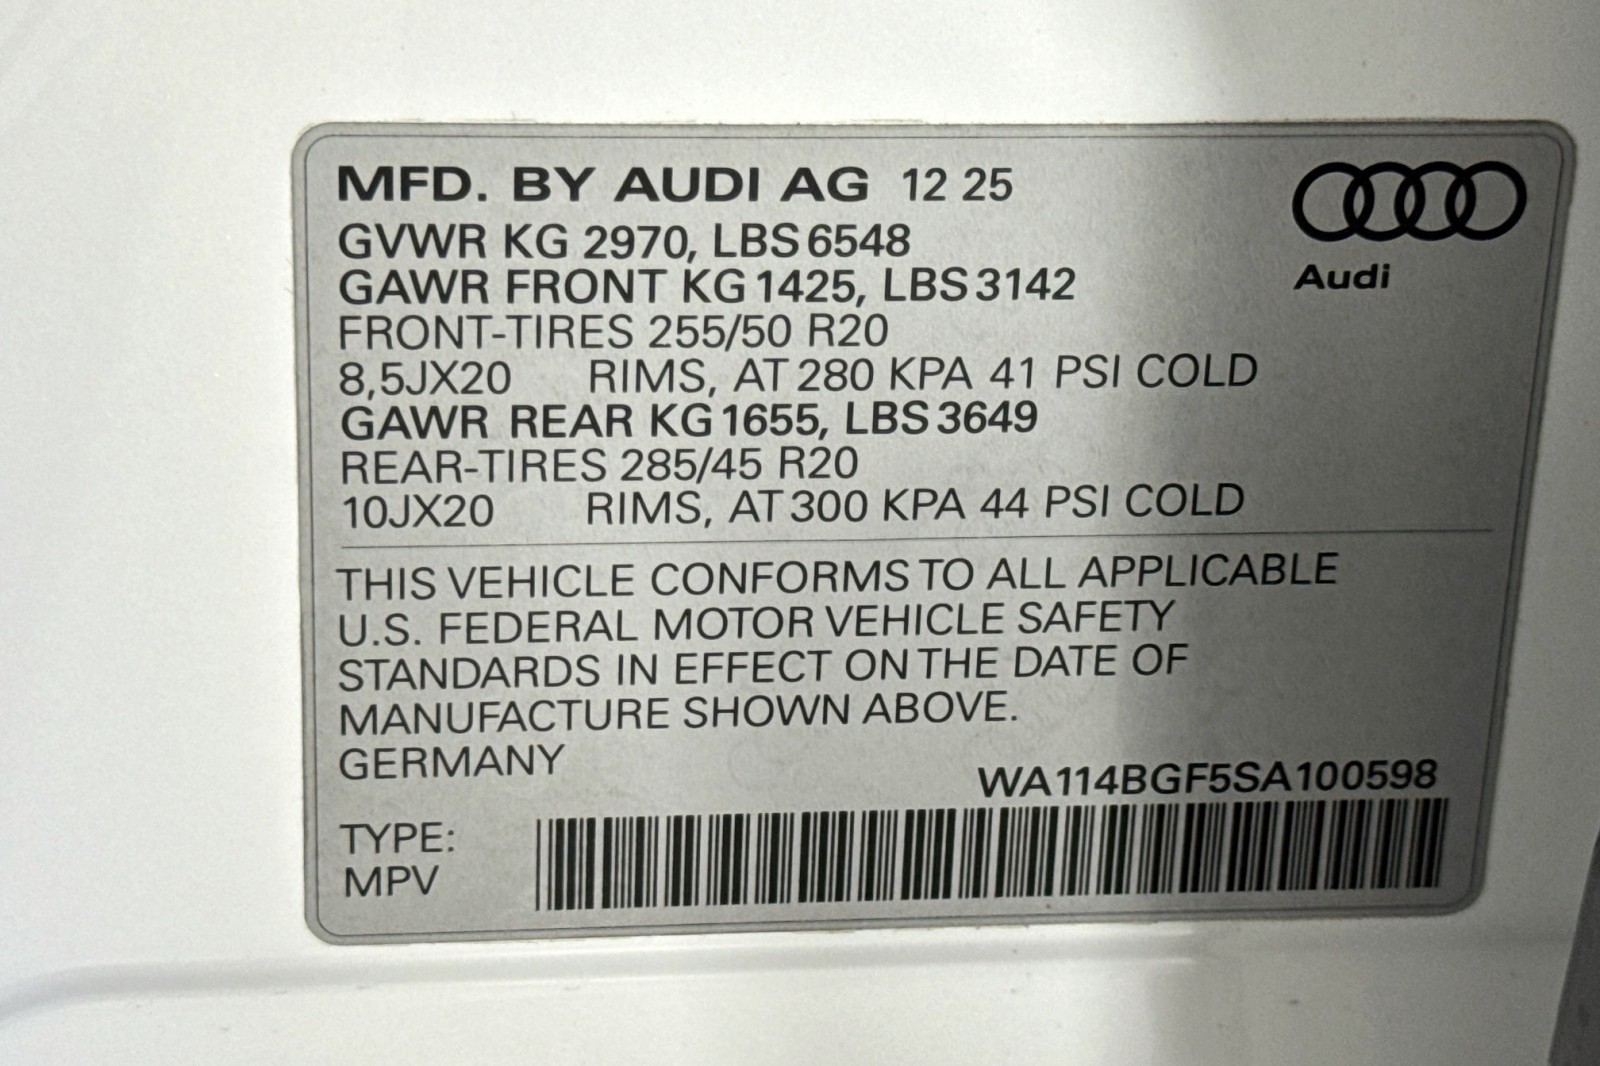 MFD. BY AUDI AG 12 25
GVWR KG 2970, LBS 6548
GAWR FRONT KG 1425, LBS 3142
FRONT-TIRES 255/50 R20
8,5JX20 RIMS, AT 280 KPA 41 PSI COLD
GAWR REAR KG 1655, LBS 3649
REAR-TIRES 285/45 R20
10JX20 RIMS, AT 300 KPA 44 PSI COLD
Audi
THIS VEHICLE CONFORMS TO ALL APPLICABLE
U.S. FEDERAL MOTOR VEHICLE SAFETY
STANDARDS IN EFFECT ON THE DATE OF
MANUFACTURE SHOWN ABOVE.
GERMANY
WA114BGF5SA100598
TYPE:
MPV